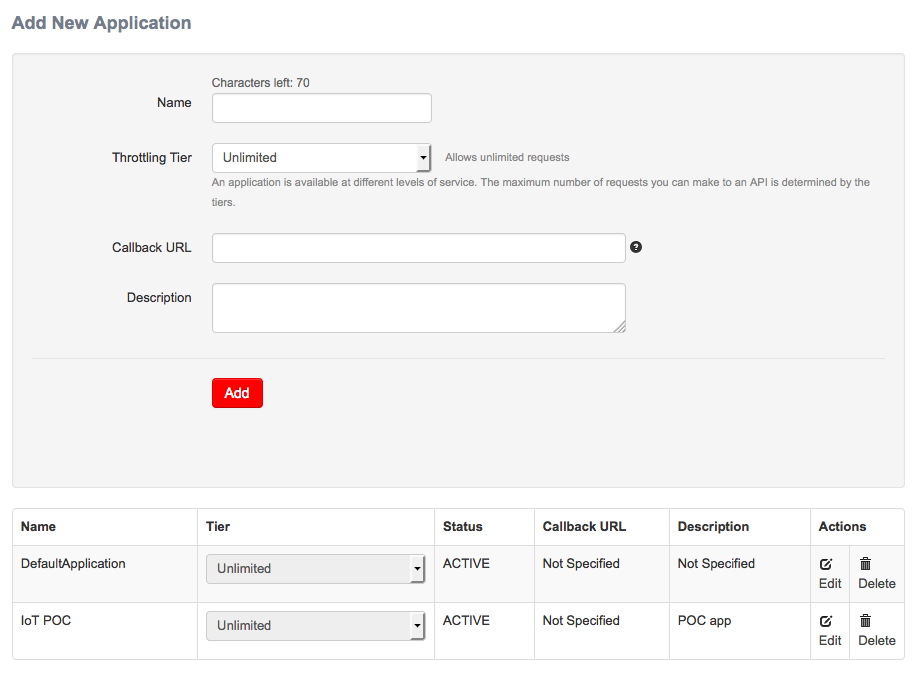 Add New Application
Characters left: 70
Name
Throttling Tier Unlimited Allows unlimited requests
An application is available at different levels of service. The maximum number of requests you can make to an API is determined by the
tiers.
Callback URL ?
Description
Add
Name Tier Status Callback URL Description Actions
DefaultApplication Unlimited ACTIVE Not Specified Not Specified
Edit Delete
IoT POC Unlimited ACTIVE Not Specified POC app
Edit Delete